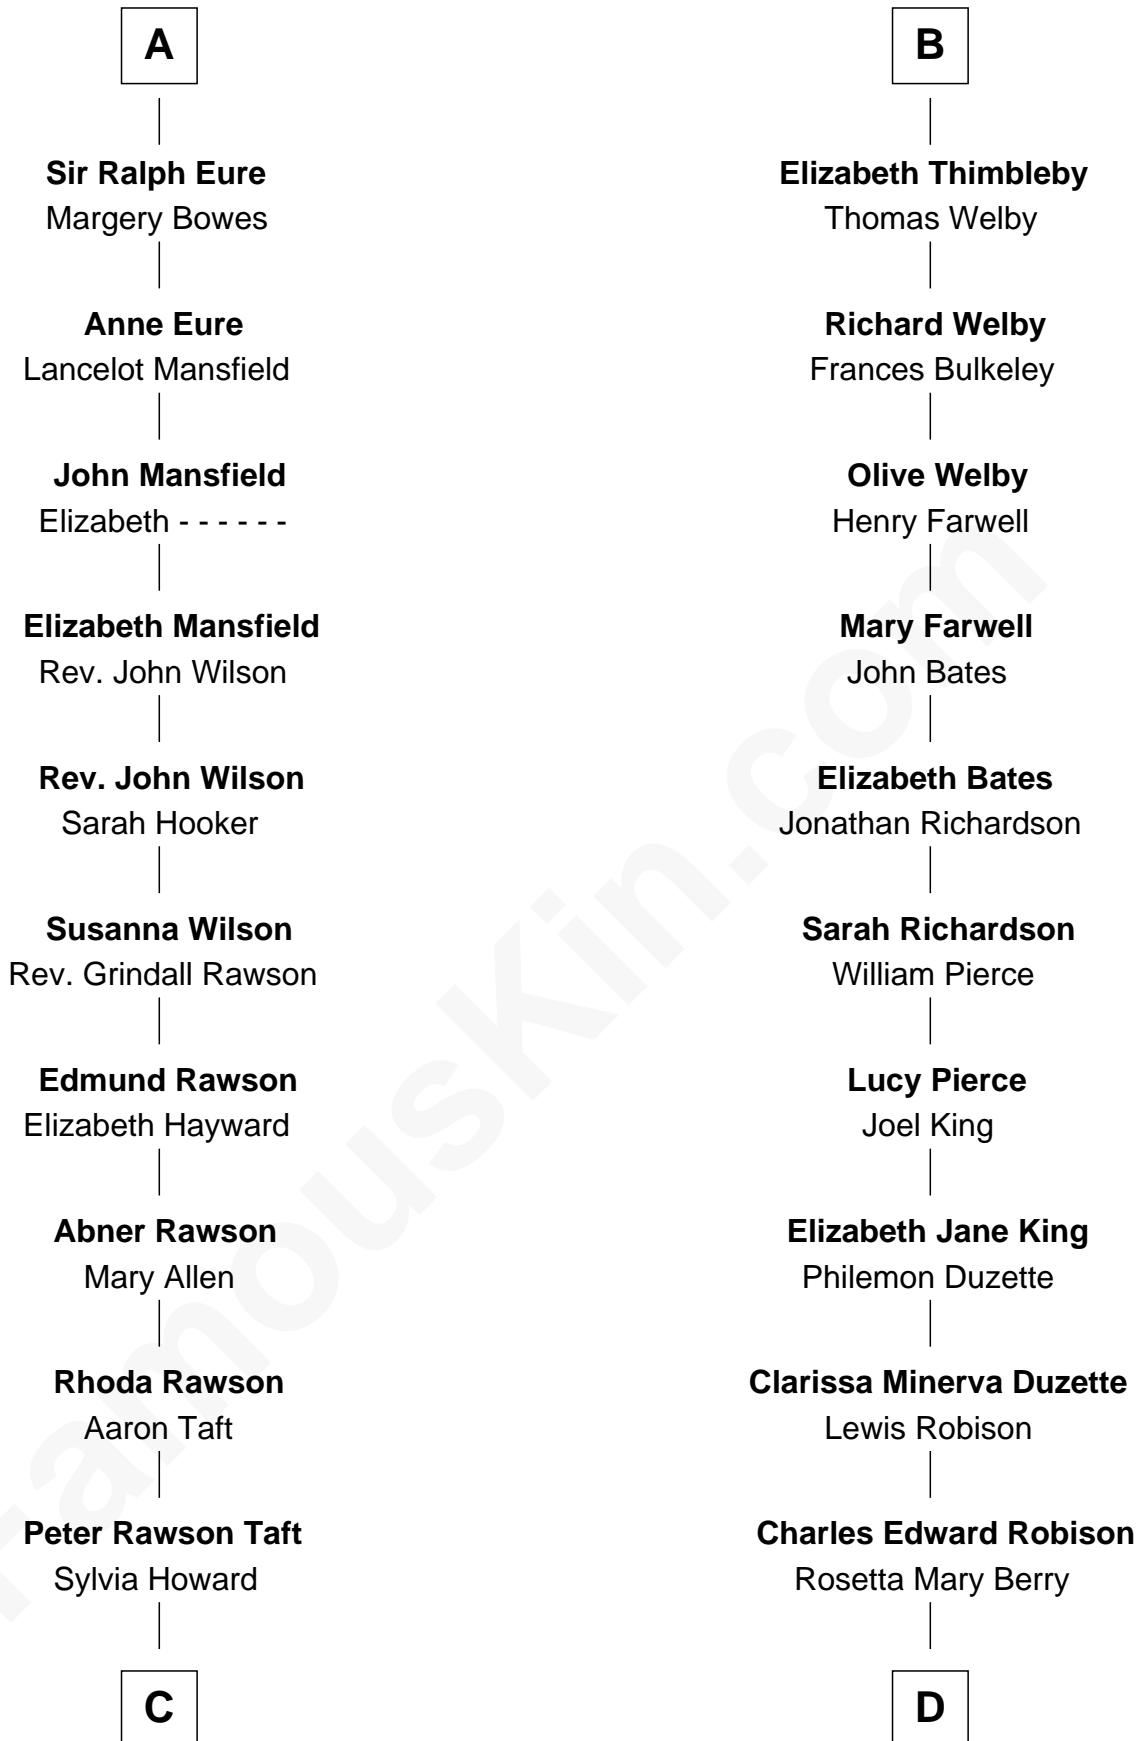 A
Sir Ralph Eure
Margery Bowes
Anne Eure
Lancelot Mansfield
John Mansfield
Elizabeth - - - - - -
Elizabeth Mansfield
Rev. John Wilson
Rev. John Wilson
Sarah Hooker
Susanna Wilson
Rev. Grindall Rawson
Edmund Rawson
Elizabeth Hayward
Abner Rawson
Mary Allen
Rhoda Rawson
Aaron Taft
Peter Rawson Taft
Sylvia Howard
C
B
Elizabeth Thimbleby
Thomas Welby
Richard Welby
Frances Bulkeley
Olive Welby
Henry Farwell
Mary Farwell
John Bates
Elizabeth Bates
Jonathan Richardson
Sarah Richardson
William Pierce
Lucy Pierce
Joel King
Elizabeth Jane King
Philemon Duzette
Clarissa Minerva Duzette
Lewis Robison
Charles Edward Robison
Rosetta Mary Berry
D
FamousKin.com